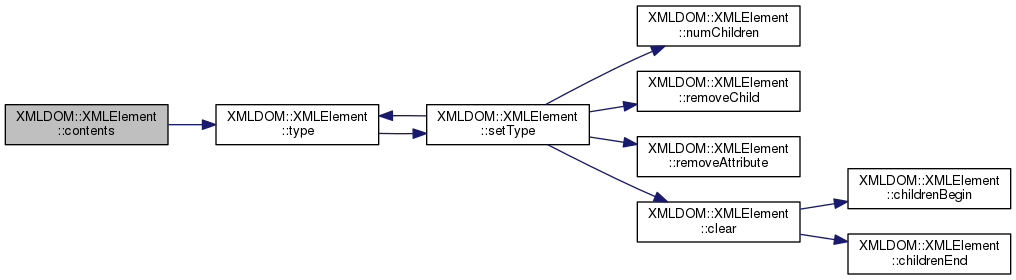 XMLDOM::XMLElement
::contents
XMLDOM::XMLElement
::type
XMLDOM::XMLElement
::setType
XMLDOM::XMLElement
::numChildren
XMLDOM::XMLElement
::removeChild
XMLDOM::XMLElement
::removeAttribute
XMLDOM::XMLElement
::clear
XMLDOM::XMLElement
::childrenBegin
XMLDOM::XMLElement
::childrenEnd